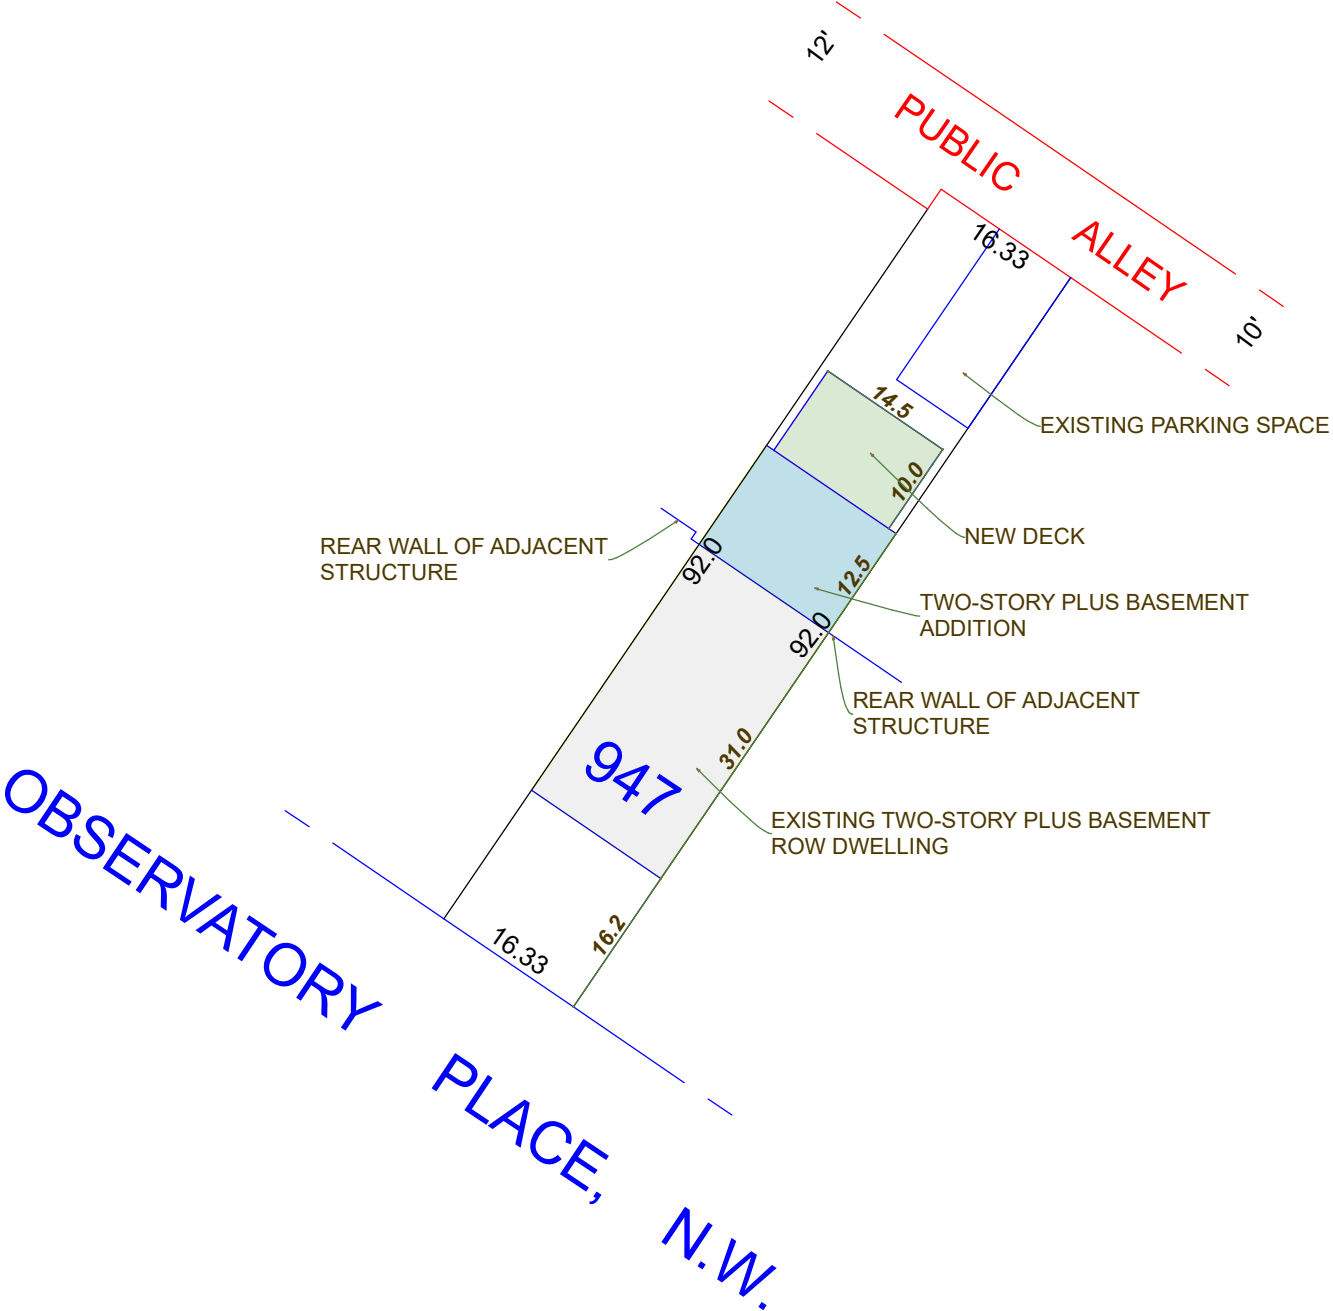 12'
PUBLIC ALLEY
10'
16.33
14.5
EXISTING PARKING SPACE
10.0
NEW DECK
REAR WALL OF ADJACENT
STRUCTURE
92.0
12.5
TWO-STORY PLUS BASEMENT
ADDITION
92.0
REAR WALL OF ADJACENT
STRUCTURE
31.0
947
EXISTING TWO-STORY PLUS BASEMENT
ROW DWELLING
16.2
16.33
OBSERVATORY PLACE, N.W.